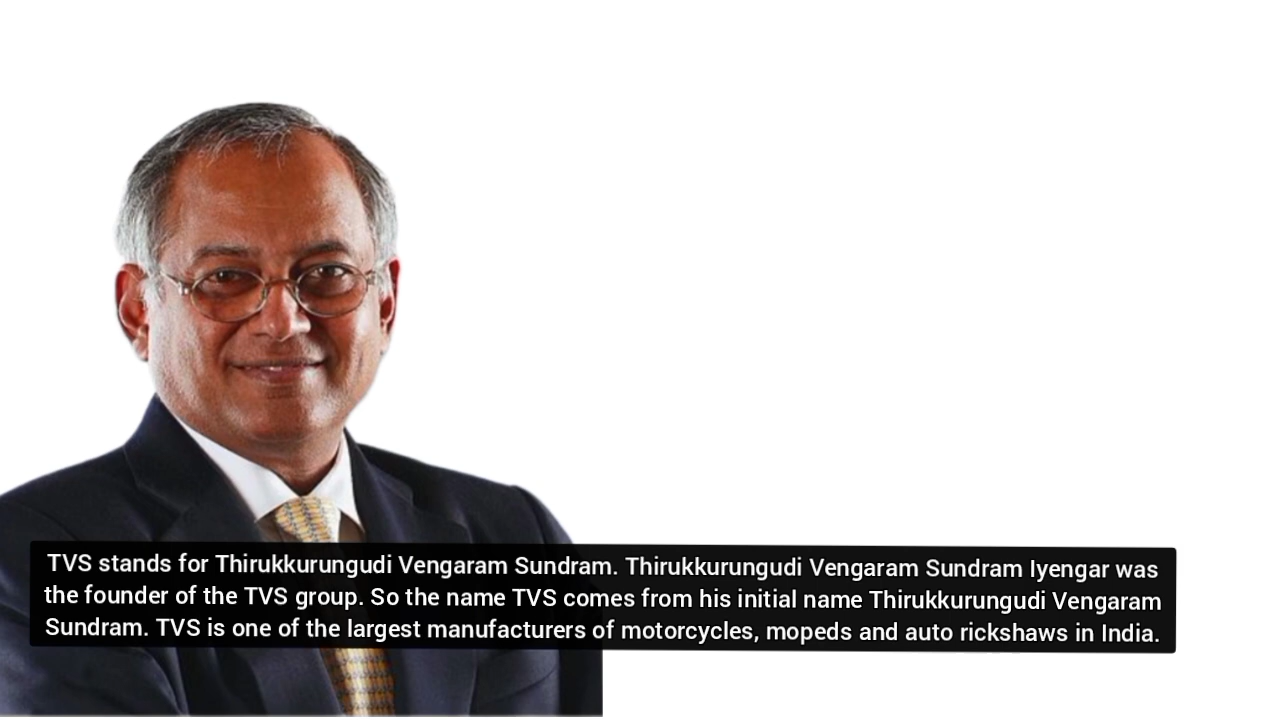 TVS stands for Thirukkurungudi Vengaram Sundram. Thirukkurungudi Vengaram Sundram Iyengar was
the founder of the TVS group. So the name TVS comes from his initial name Thirukkurungudi Vengaram
Sundram. TVS is one of the largest manufacturers of motorcycles, mopeds and auto rickshaws in India.